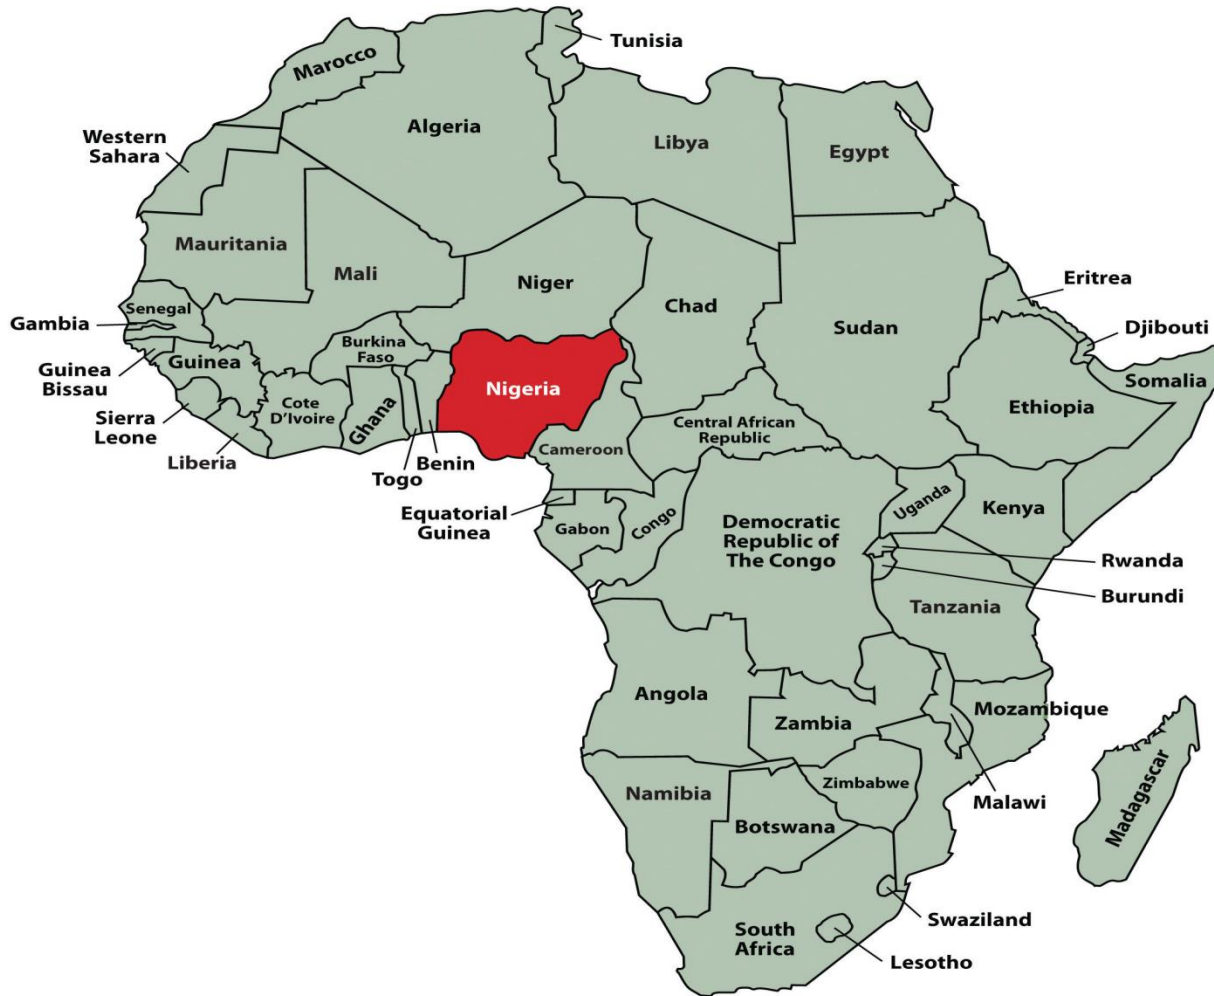 Tunisia
Marocco
Algeria
Western
Sahara
Libya
Egypt
Mauritania
Mali
Niger
Chad
Sudan
Eritrea
Djibouti
Senegal
Gambia
Burkina
Faso
Guinea
Guinea
Bissau
Nigeria
Somalia
Ethiopia
Cote
D'Ivoire
Ghana
Sierra
Leone
Liberia
Togo
Benin
Cameroon
Central African
Republic
Equatorial
Guinea
Gabon
Congo
Democratic
Republic of
The Congo
Uganda
Kenya
Rwanda
Burundi
Tanzania
Angola
Zambia
Mozambique
Malawi
Namibia
Zimbabwe
Botswana
Madagascar
South
Africa
Swaziland
Lesotho